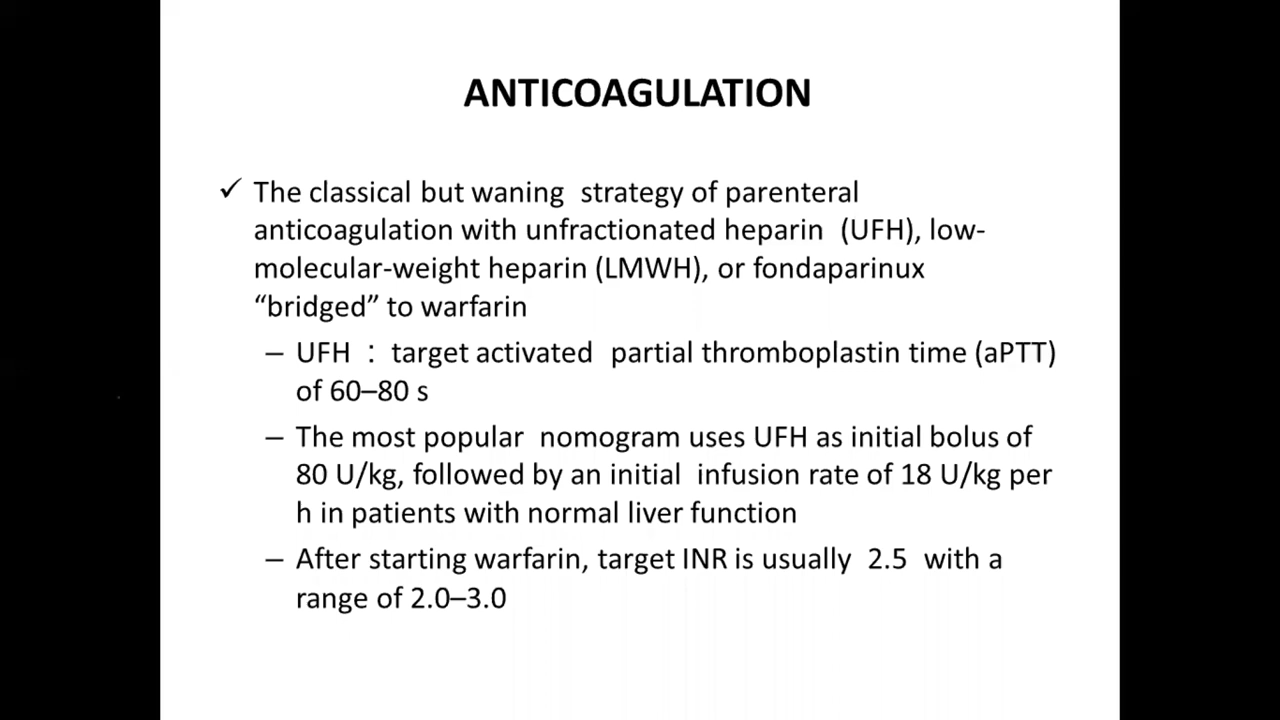 ANTICOAGULATION
✓ The classical but waning strategy of parenteral
anticoagulation with unfractionated heparin (UFH), low-
molecular-weight heparin (LMWH), or fondaparinux
“bridged” to warfarin
– UFH : target activated partial thromboplastin time (aPTT)
of 60–80 s
– The most popular nomogram uses UFH as initial bolus of
80 U/kg, followed by an initial infusion rate of 18 U/kg per
h in patients with normal liver function
– After starting warfarin, target INR is usually 2.5 with a
range of 2.0–3.0